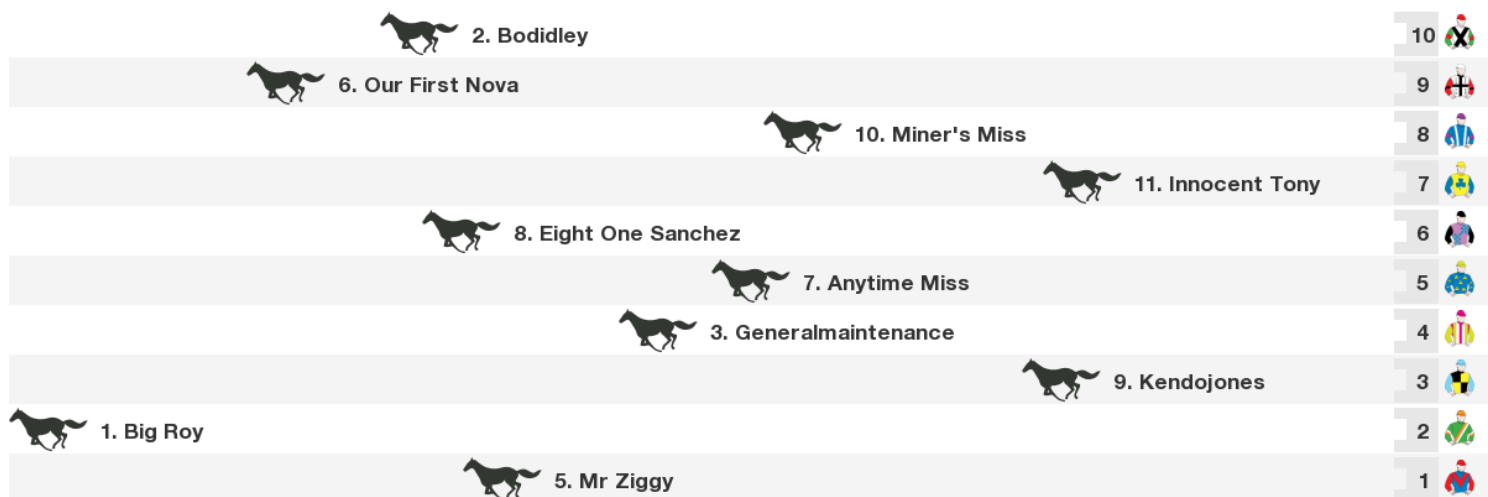 2. Bodidley 10
6. Our First Nova 9
10. Miner's Miss 8
11. Innocent Tony 7
8. Eight One Sanchez 6
7. Anytime Miss 5
3. Generalmaintenance 4
9. Kendojones 3
1. Big Roy 2
5. Mr Ziggy 1